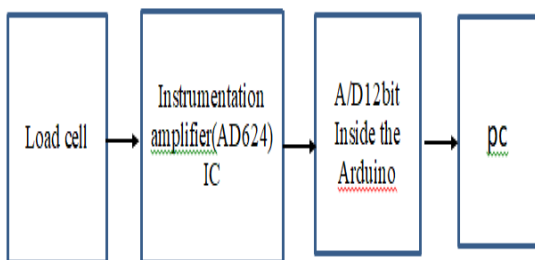 Load cell
Instrumentation
amplifier(AD624)
IC
A/D12bit
Inside the
Arduino
pc